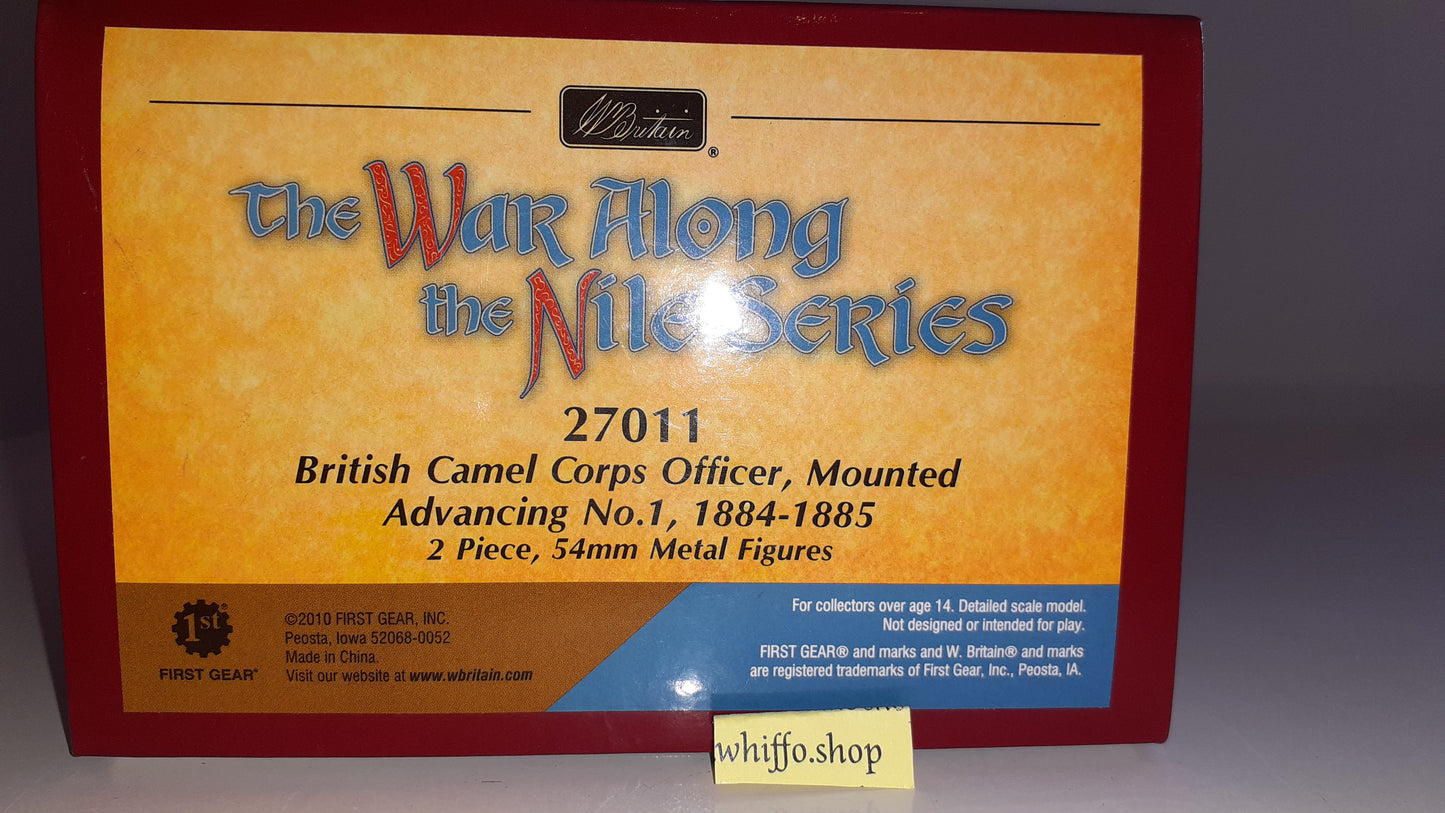 W Britain
®
The War Along
the Nile Series
27011
British Camel Corps Officer, Mounted
Advancing No.1, 1884-1885
2 Piece, 54mm Metal Figures
1st®
FIRST GEAR®
©2010 FIRST GEAR, INC.
Peosta, Iowa 52068-0052
Made in China.
Visit our website at www.wbritain.com
For collectors over age 14. Detailed scale model.
Not designed or intended for play.
FIRST GEAR® and marks and W. Britain® and marks
are registered trademarks of First Gear, Inc., Peosta, IA.
whiffo.shop